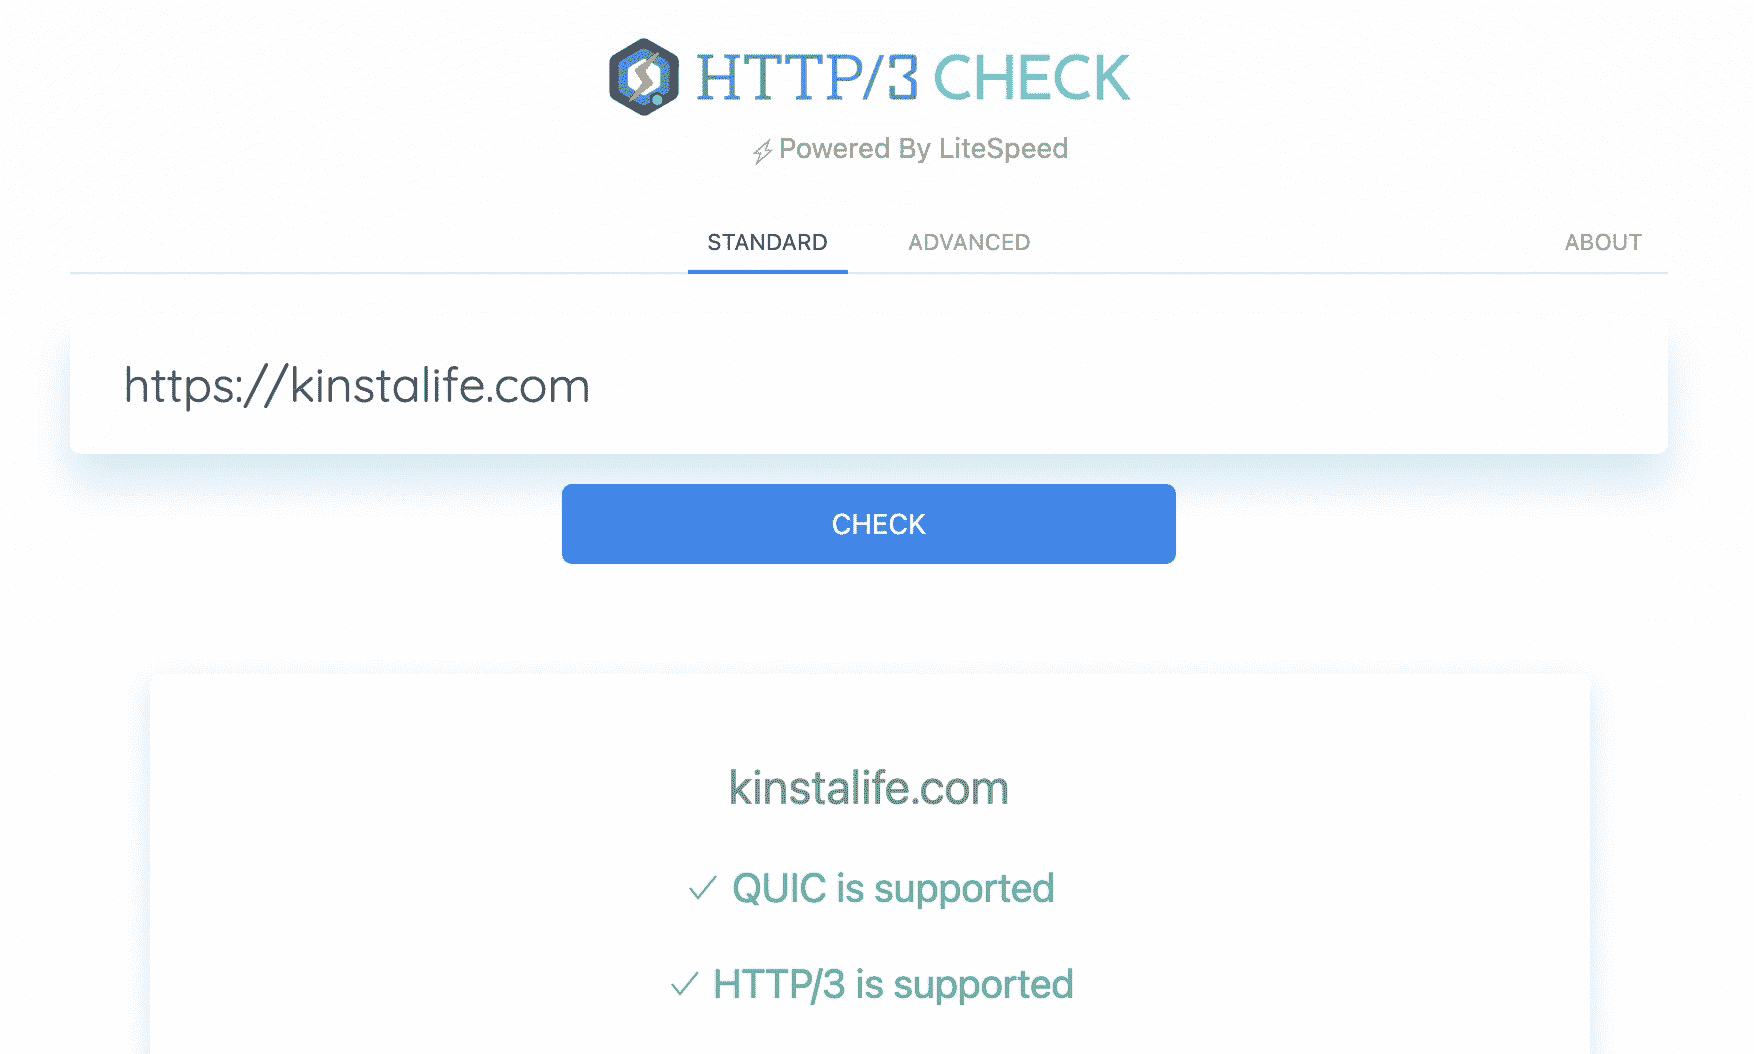 HTTP/3 CHECK
Powered By LiteSpeed
STANDARD ADVANCED ABOUT
https://kinstalife.com
CHECK
kinstalife.com
✓ QUIC is supported
✓ HTTP/3 is supported